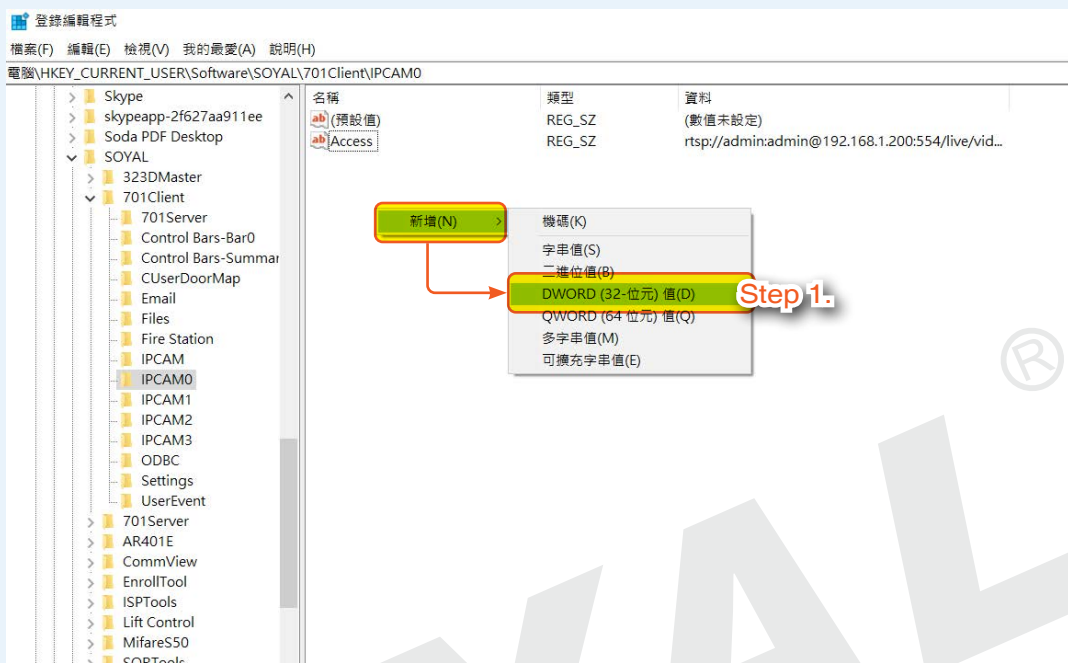 登錄編輯程式
檔案(F) 編輯(E) 檢視(V) 我的最愛(A) 說明(H)
電腦\HKEY_CURRENT_USER\Software\SOYAL\701Client\IPCAM0
Skype
skypeapp-2f627aa911ee
Soda PDF Desktop
SOYAL
323DMaster
701Client
701Server
Control Bars-Bar0
Control Bars-Summar
CUserDoorMap
Email
Files
Fire Station
IPCAM
IPCAM0
IPCAM1
IPCAM2
IPCAM3
ODBC
Settings
UserEvent
701Server
AR401E
CommView
EnrollTool
ISPTools
Lift Control
MifareS50
SORTools
名稱 類型 資料
ab (預設值) REG_SZ (數值未設定)
ab Access REG_SZ rtsp://admin:admin@192.168.1.200:554/live/vid...
新增(N)
機碼(K)
字串值(S)
二進位值(B)
DWORD (32-位元) 值(D)
Step 1.
QWORD (64 位元) 值(Q)
多字串值(M)
可擴充字串值(E)
YAL®